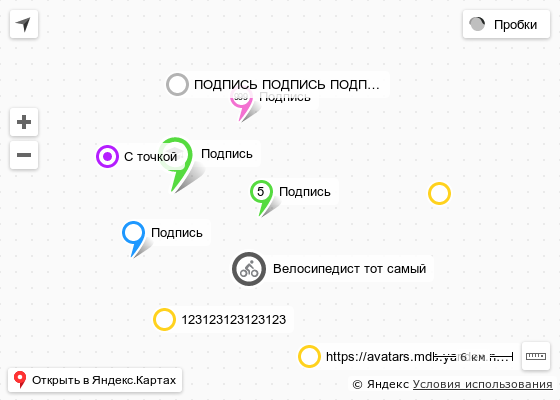 Пробки
ПОДПИСЬ ПОДПИСЬ ПОДП...
Подпись
С точкой
Подпись
5
Подпись
Подпись
Велосипедист тот самый
123123123123123
https://avatars.mdb
6 км
Открыть в Яндекс.Картах
© Яндекс Условия использования